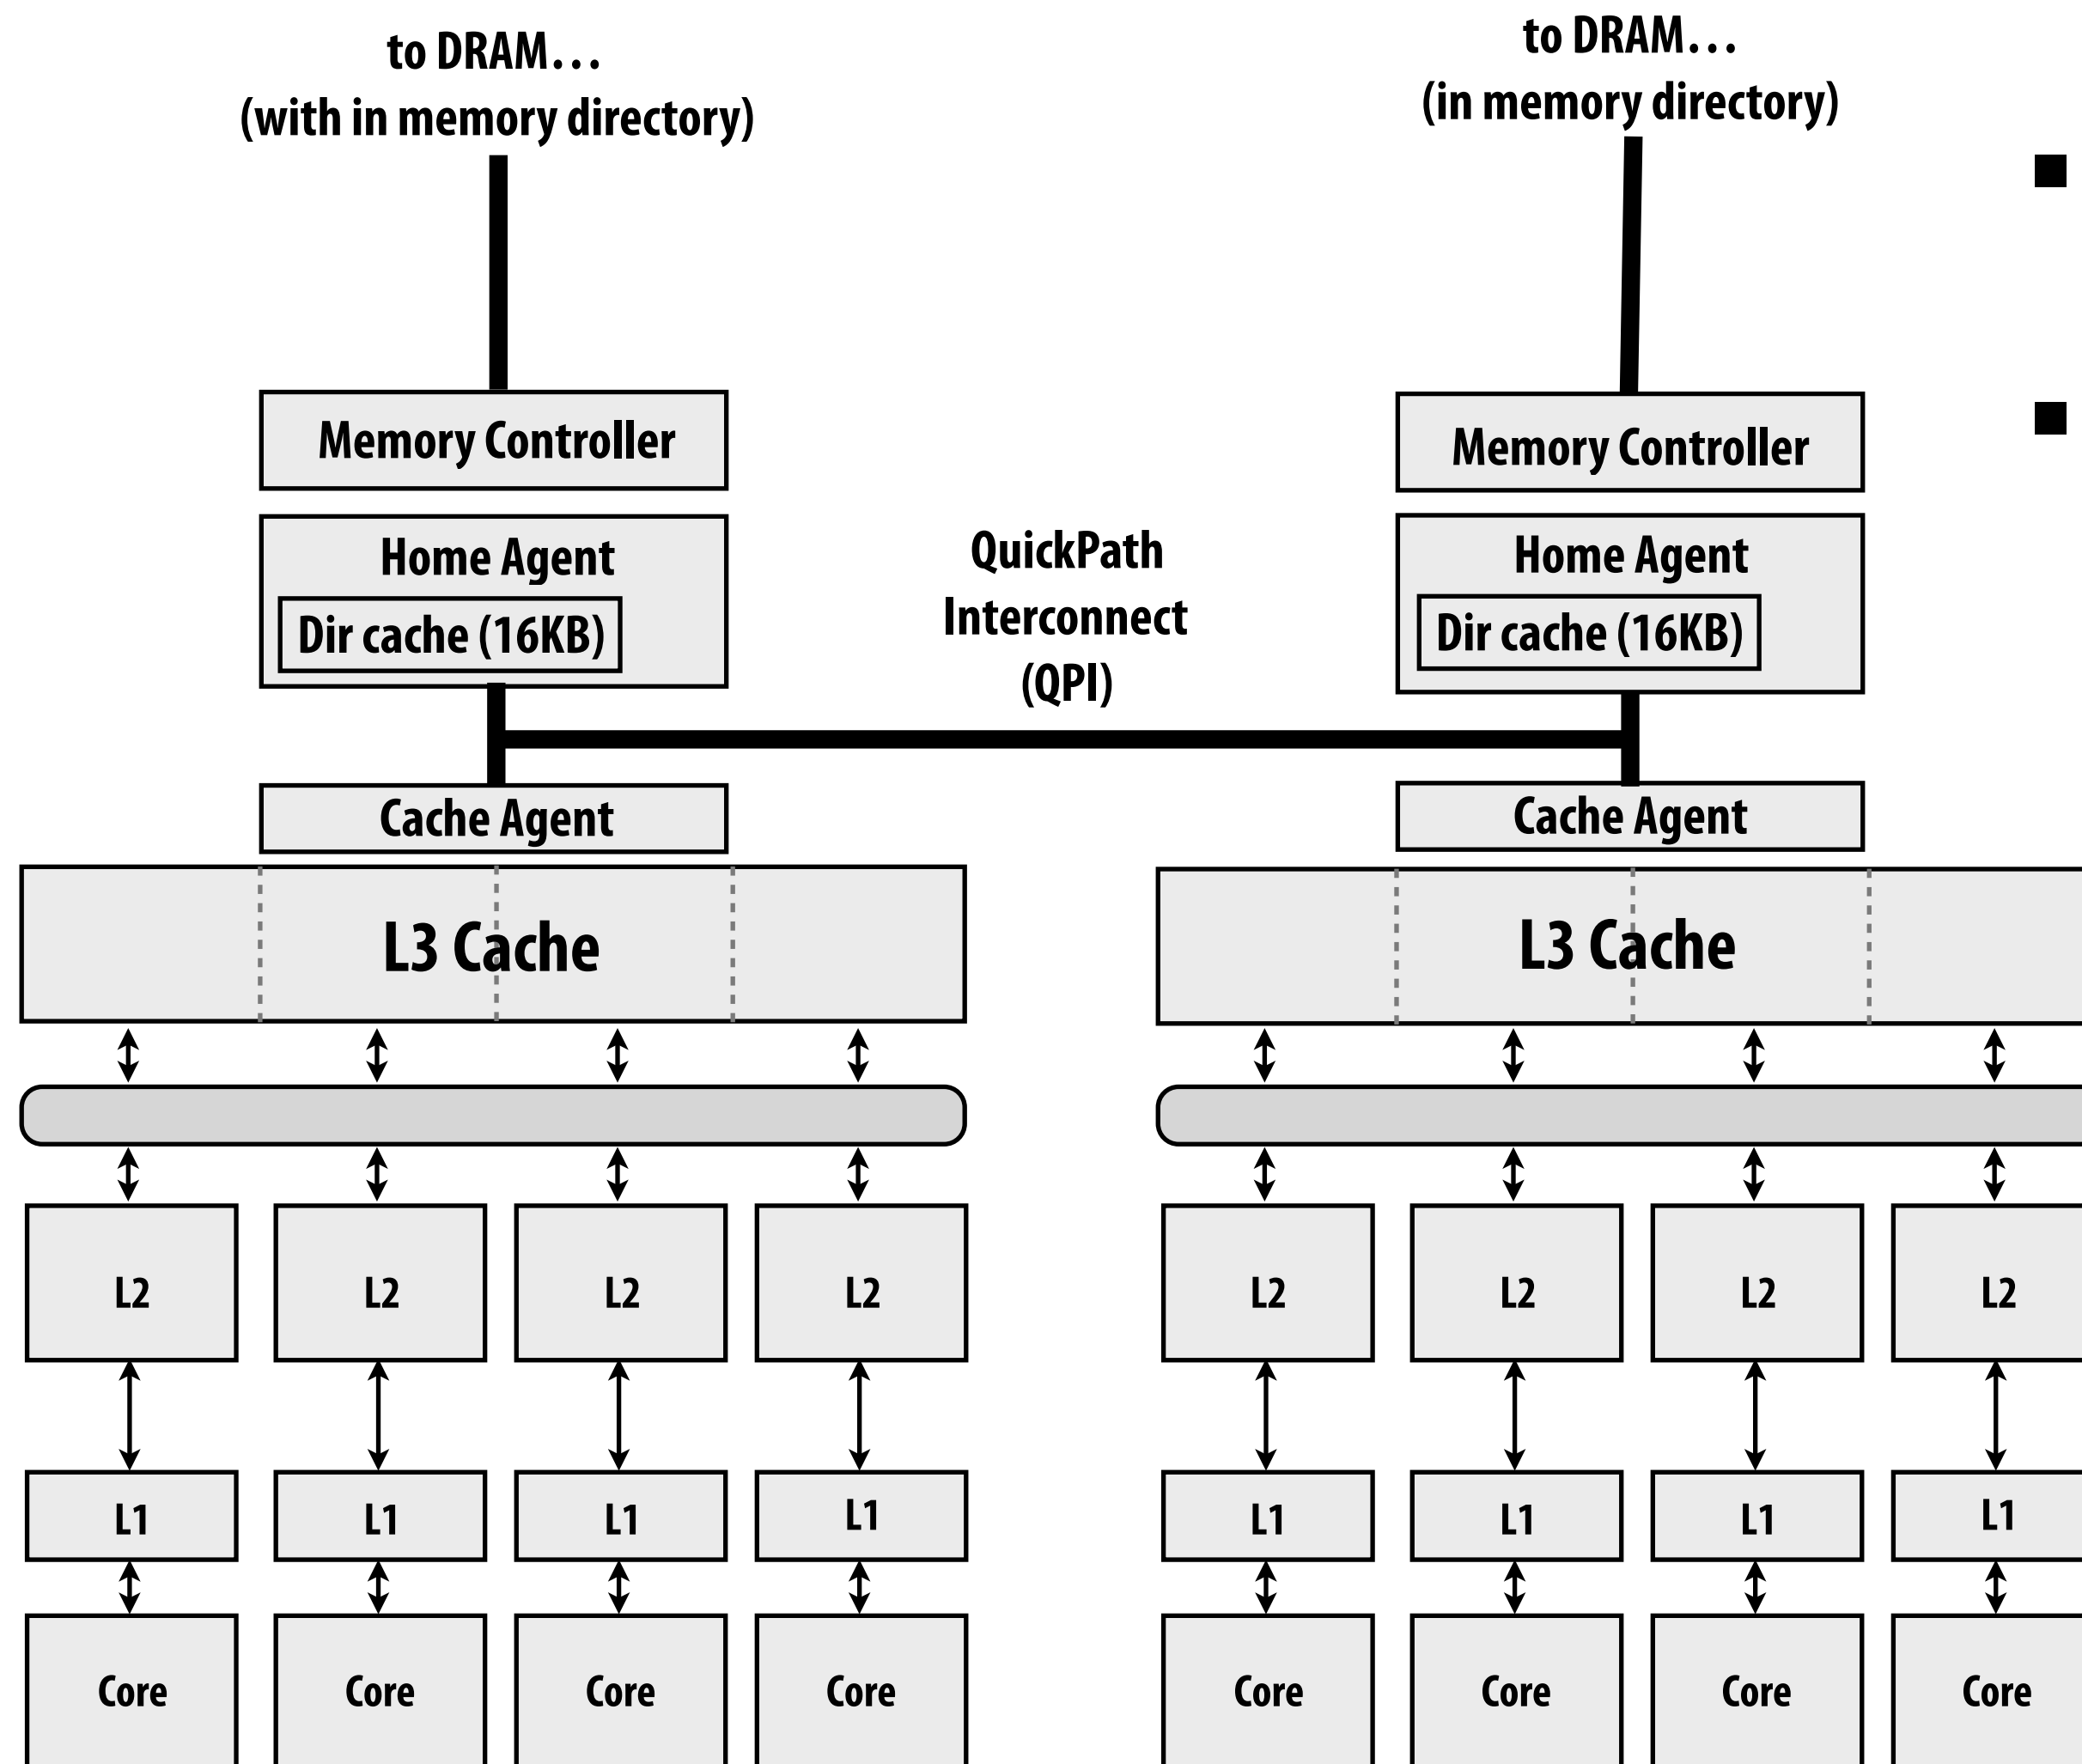 to DRAM...
(with in memory directory)
to DRAM...
(in memory directory)
Memory Controller
Memory Controller
Home Agent
Dir cache (16KB)
QuickPath
Interconnect
(QPI)
Home Agent
Dir cache (16KB)
Cache Agent
Cache Agent
L3 Cache
L3 Cache
L2 L2 L2 L2 L2 L2 L2 L2
L1 L1 L1 L1 L1 L1 L1 L1
Core Core Core Core Core Core Core Core